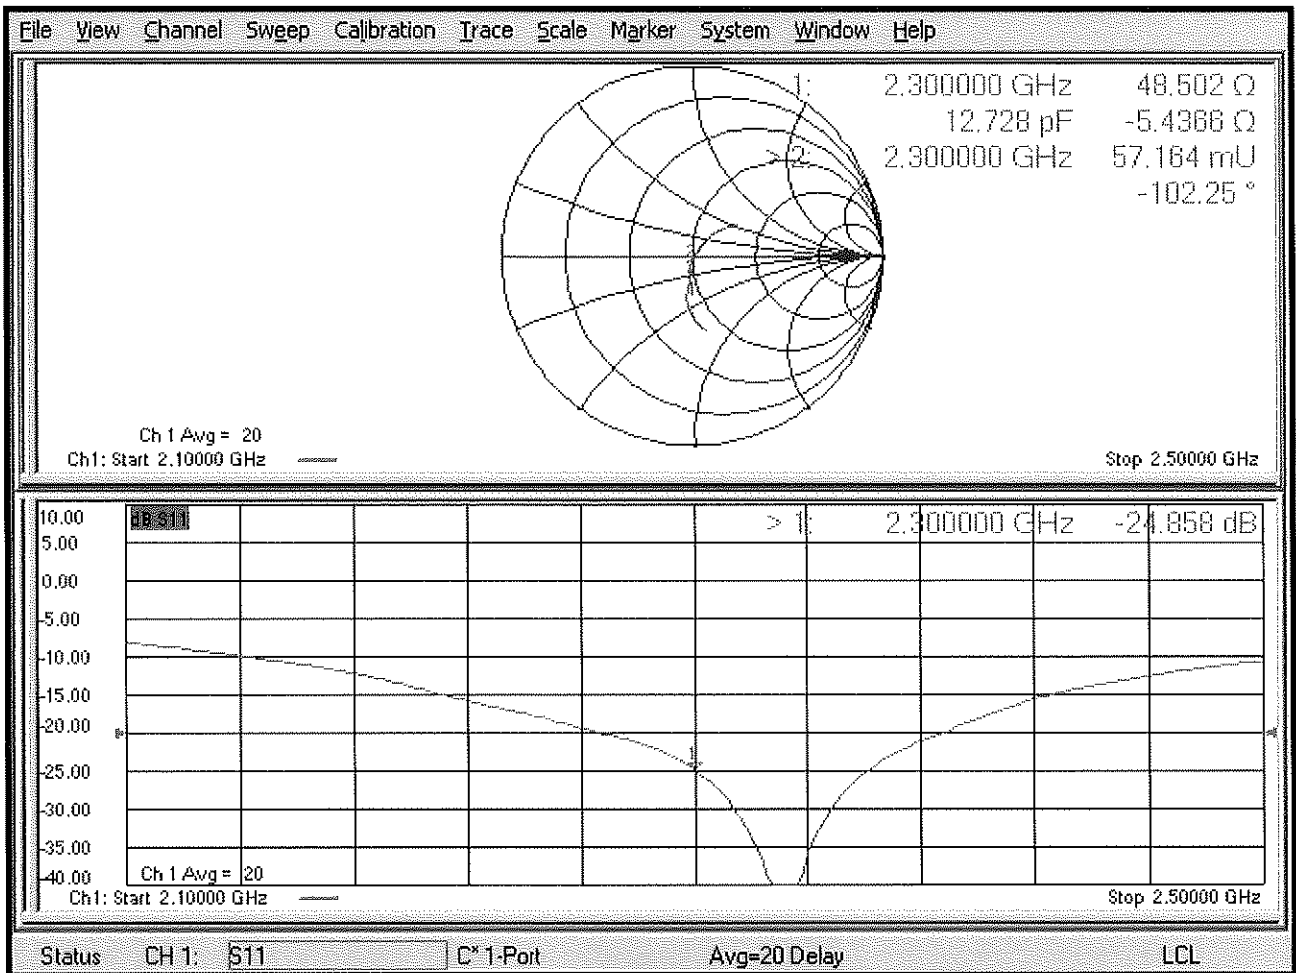 File View Channel Sweep Calibration Trace Scale Marker System Window Help
1: 2.300000 GHz 48.502 Ω
12.728 pF -5.4366 Ω
> 2: 2.300000 GHz 57.164 mU
-102.25 °
Ch 1 Avg = 20
Ch1: Start 2.10000 GHz
Stop 2.50000 GHz
10.00 dB S11
> 1: 2.300000 GHz -24.858 dB
5.00
0.00
-5.00
-10.00
-15.00
-20.00
1
-25.00
-30.00
-35.00
-40.00
Ch 1 Avg = 20
Ch1: Start 2.10000 GHz
Stop 2.50000 GHz
Status CH 1: S11 C* 1-Port Avg=20 Delay LCL